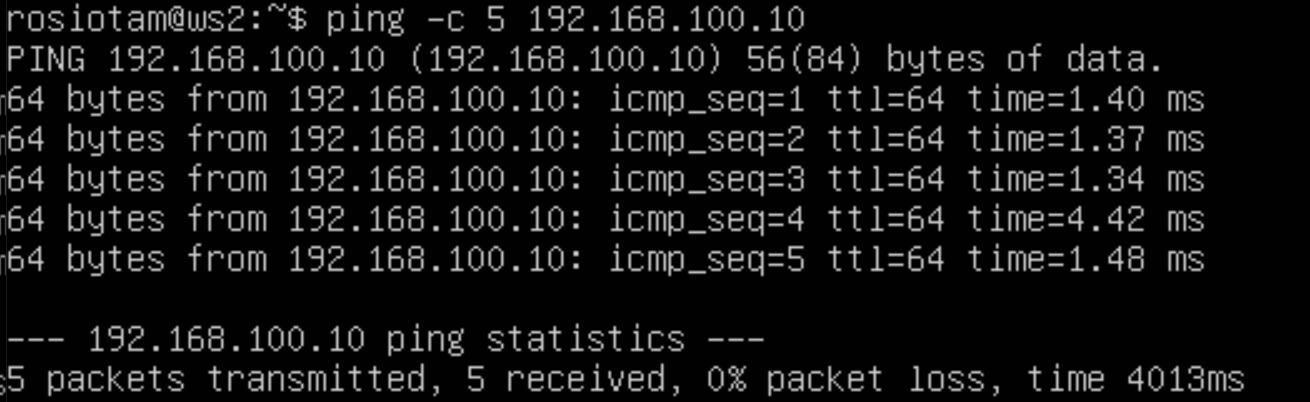 rosiotam@ws2:~$ ping -c 5 192.168.100.10
PING 192.168.100.10 (192.168.100.10) 56(84) bytes of data.
64 bytes from 192.168.100.10: icmp_seq=1 ttl=64 time=1.40 ms
64 bytes from 192.168.100.10: icmp_seq=2 ttl=64 time=1.37 ms
64 bytes from 192.168.100.10: icmp_seq=3 ttl=64 time=1.34 ms
64 bytes from 192.168.100.10: icmp_seq=4 ttl=64 time=4.42 ms
64 bytes from 192.168.100.10: icmp_seq=5 ttl=64 time=1.48 ms

--- 192.168.100.10 ping statistics ---
5 packets transmitted, 5 received, 0% packet loss, time 4013ms